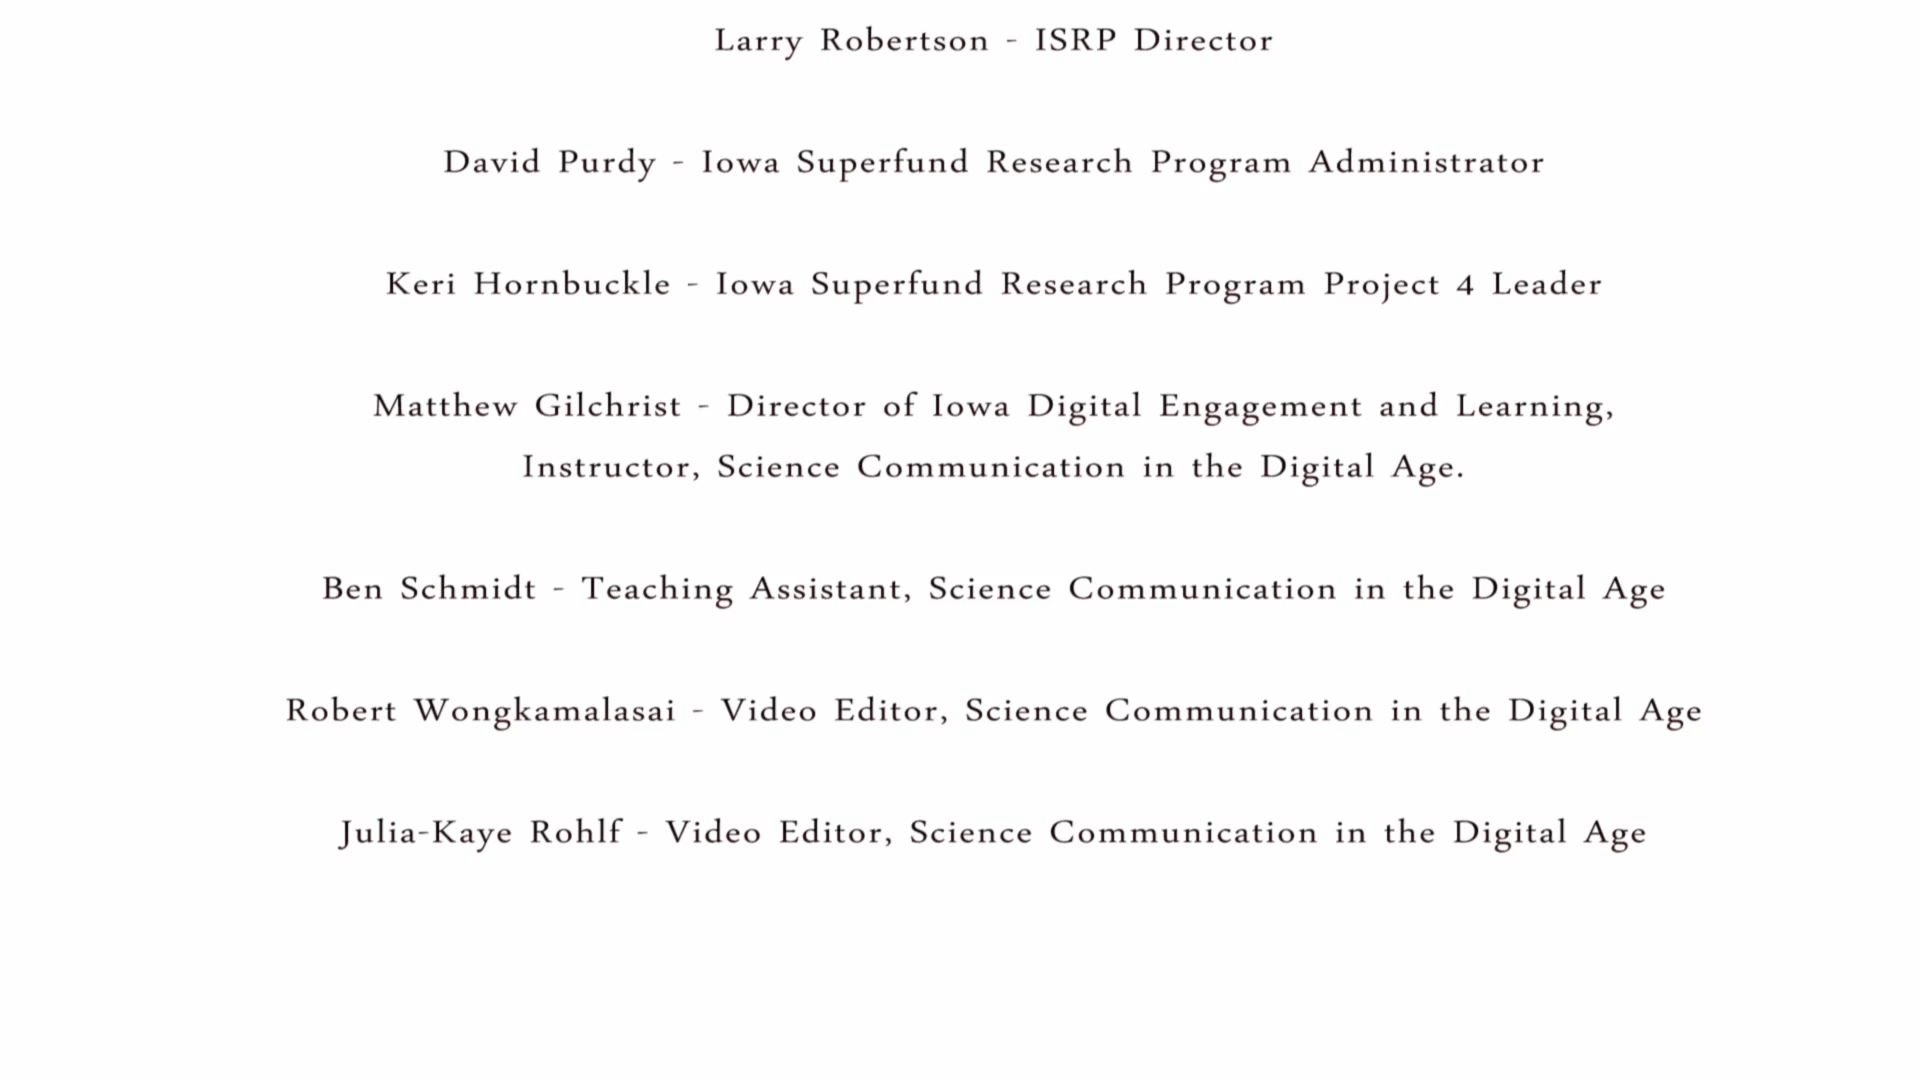 Larry Robertson - ISRP Director
David Purdy - Iowa Superfund Research Program Administrator
Keri Hornbuckle - Iowa Superfund Research Program Project 4 Leader
Matthew Gilchrist - Director of Iowa Digital Engagement and Learning,
Instructor, Science Communication in the Digital Age.
Ben Schmidt - Teaching Assistant, Science Communication in the Digital Age
Robert Wongkamalasai - Video Editor, Science Communication in the Digital Age
Julia-Kaye Rohlf - Video Editor, Science Communication in the Digital Age